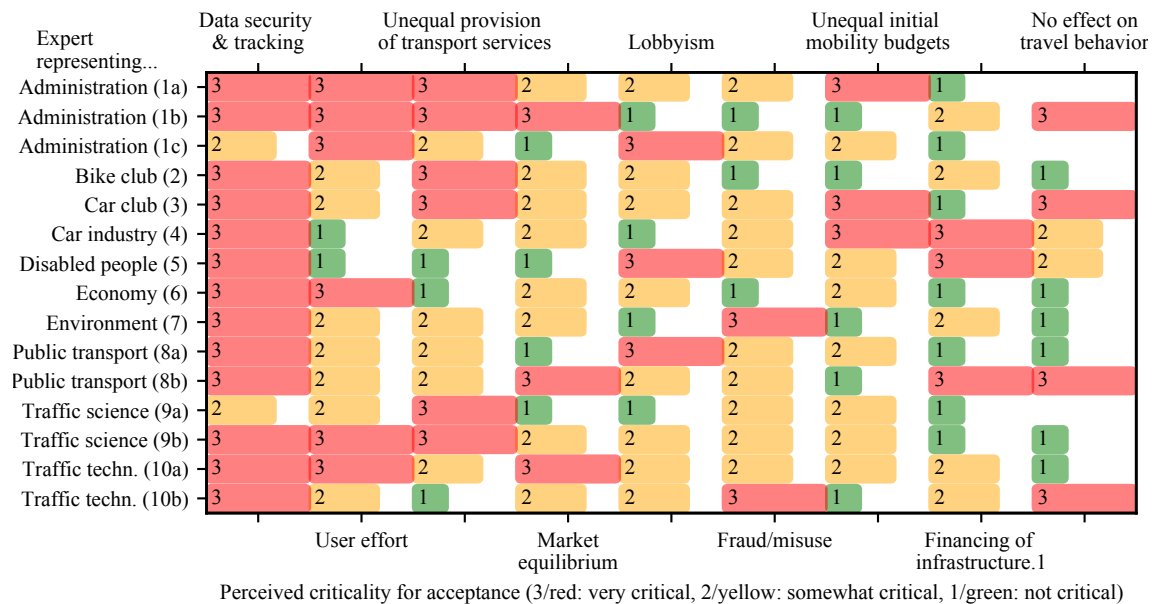 Expert
representing...
Data security
& tracking
Unequal provision
of transport services
Lobbyism
Unequal initial
mobility budgets
No effect on
travel behavior
Administration (1a) 3 3 3 2 2 2 3 1
Administration (1b) 3 3 3 3 1 1 1 2 3
Administration (1c) 2 3 2 1 3 2 2 1
Bike club (2) 3 2 3 2 2 1 1 2 1
Car club (3) 3 2 3 2 2 2 3 1 3
Car industry (4) 3 1 2 2 1 2 3 3 2
Disabled people (5) 3 1 1 1 3 2 2 3 2
Economy (6) 3 3 1 2 2 1 2 1 1
Environment (7) 3 2 2 2 1 3 1 2 1
Public transport (8a) 3 2 2 1 3 2 2 1 1
Public transport (8b) 3 2 2 3 2 2 1 3 3
Traffic science (9a) 2 2 3 1 1 2 2 1
Traffic science (9b) 3 3 3 2 2 2 2 1 1
Traffic techn. (10a) 3 3 2 3 2 2 2 2 1
Traffic techn. (10b) 3 2 1 2 2 3 1 2 3
User effort
Market
equilibrium
Fraud/misuse
Financing of
infrastructure.1
Perceived criticality for acceptance (3/red: very critical, 2/yellow: somewhat critical, 1/green: not critical)